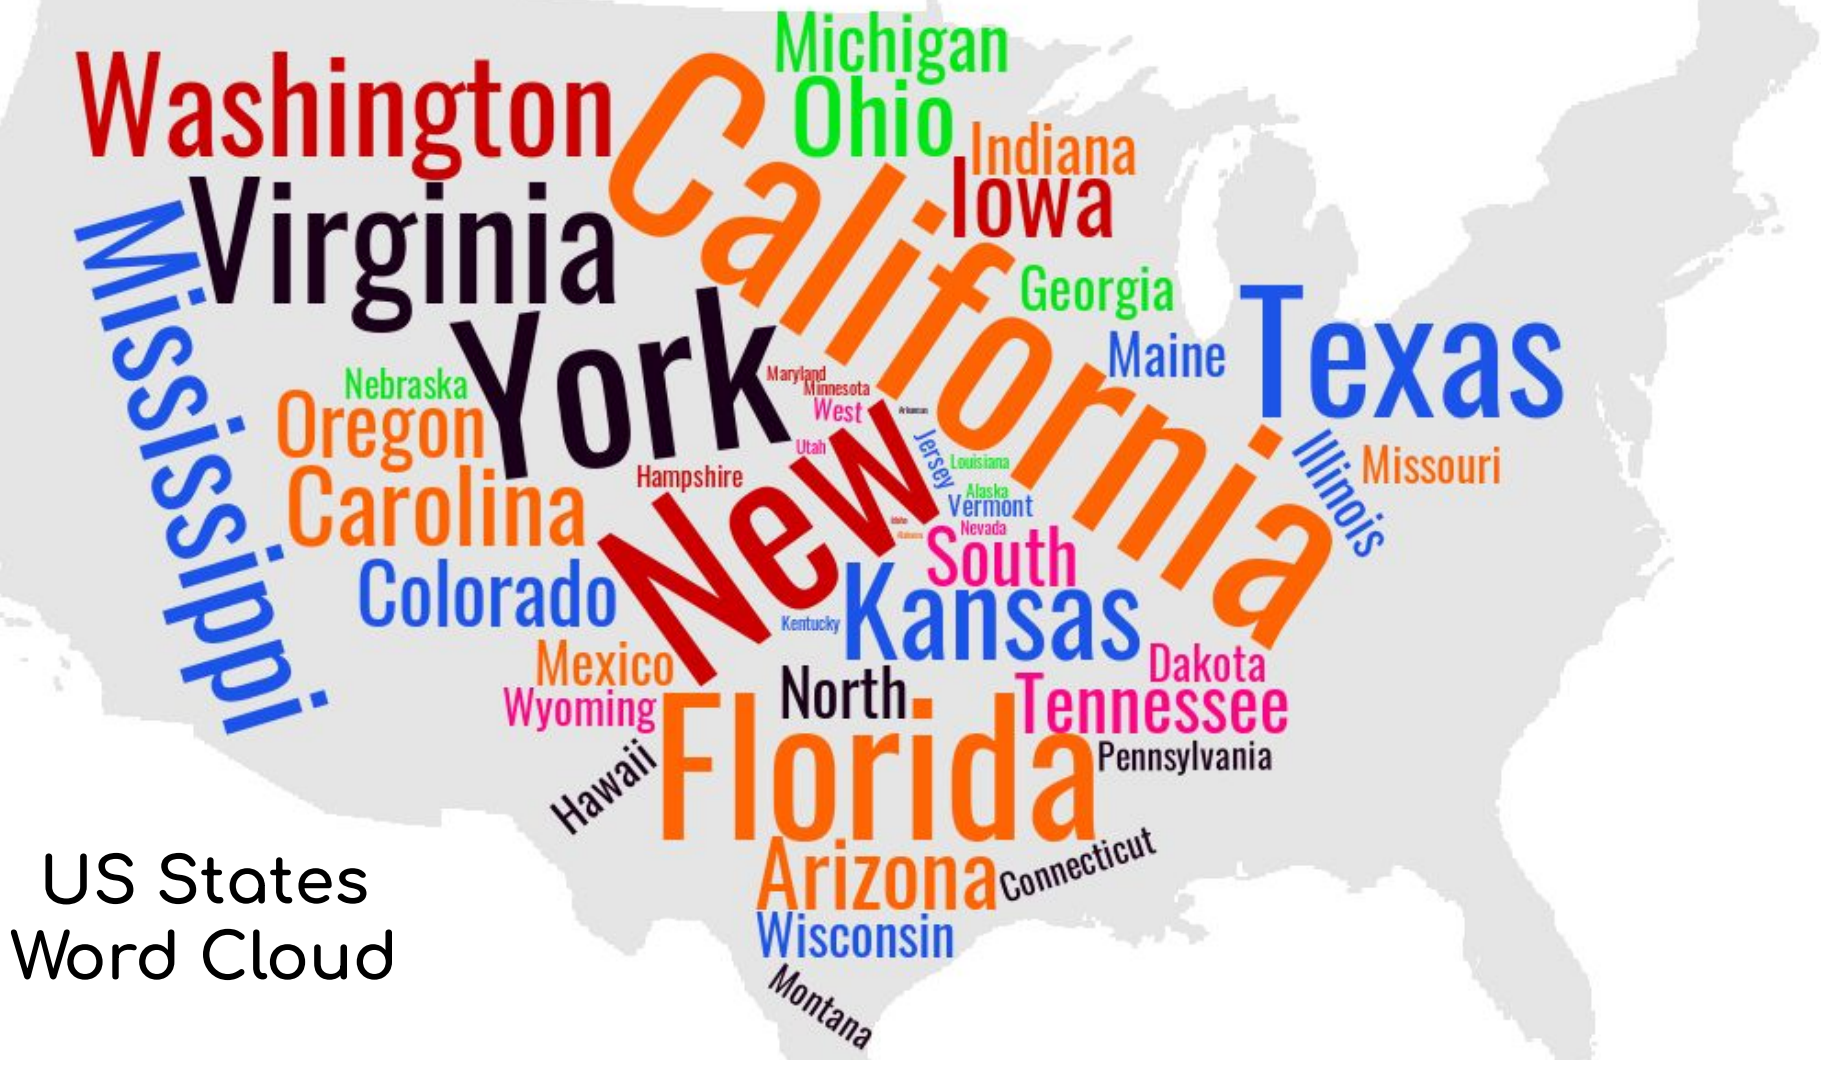 Michigan
Washington
California
Ohio
Indiana
Iowa
Virginia
Mississippi
Georgia
Texas
York
Maine
Maryland
Minnesota
Nebraska
West
Arkansas
Oregon
Utah
New
Jersey
Louisiana
Illinois
Missouri
Hampshire
Carolina
Alaska
Vermont
Idaho
Nevada
South
Colorado
Kansas
Kentucky
Mexico
Dakota
North
Wyoming
Tennessee
Florida
Pennsylvania
Hawaii
Arizona
Connecticut
Wisconsin
Montana
US States
Word Cloud